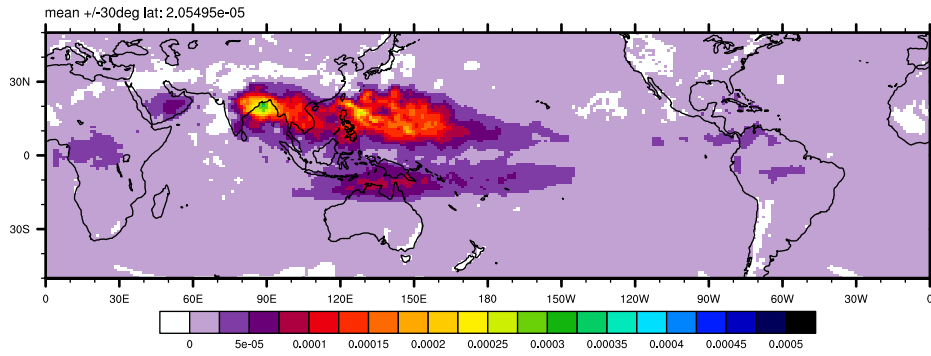 mean +/-30deg lat: 2.05495e-05
30N
0
30S
0 30E 60E 90E 120E 150E 180 150W 120W 90W 60W 30W 0
0 5e-05 0.0001 0.00015 0.0002 0.00025 0.0003 0.00035 0.0004 0.00045 0.0005